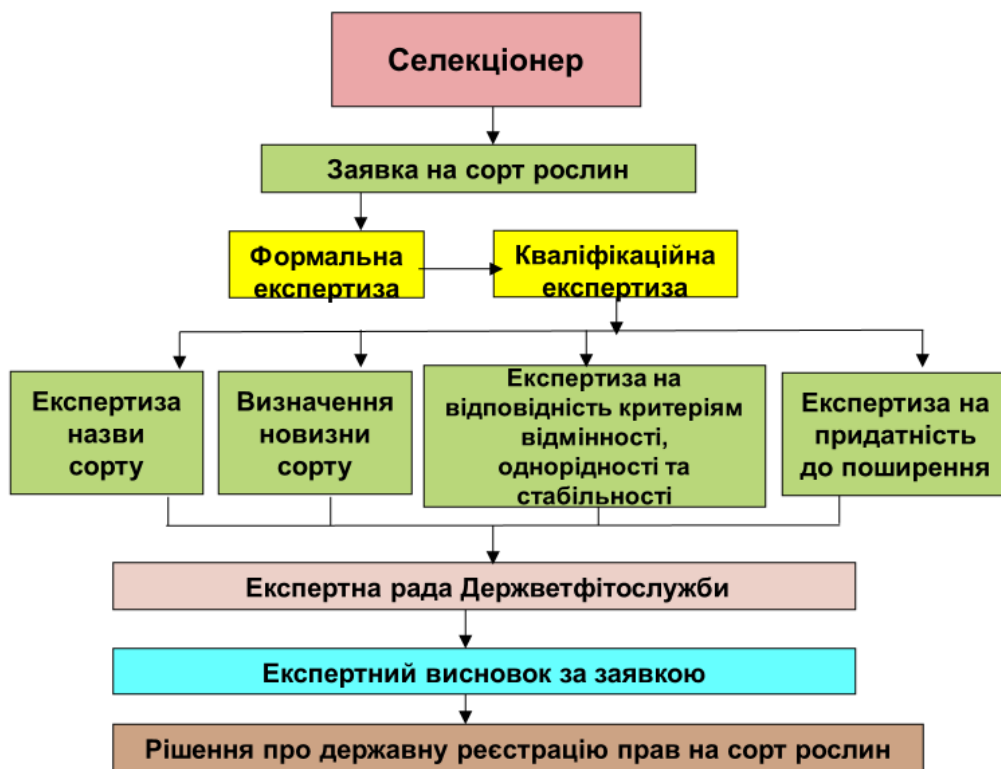 Селекціонер
Заявка на сорт рослин
Формальна
експертиза
Кваліфікаційна
експертиза
Експертиза
назви
сорту
Визначення
новизни
сорту
Експертиза на
відповідність критеріям
відмінності,
однорідності та
стабільності
Експертиза на
придатність
до поширення
Експертна рада Держветфітослужби
Експертний висновок за заявкою
Рішення про державну реєстрацію прав на сорт рослин